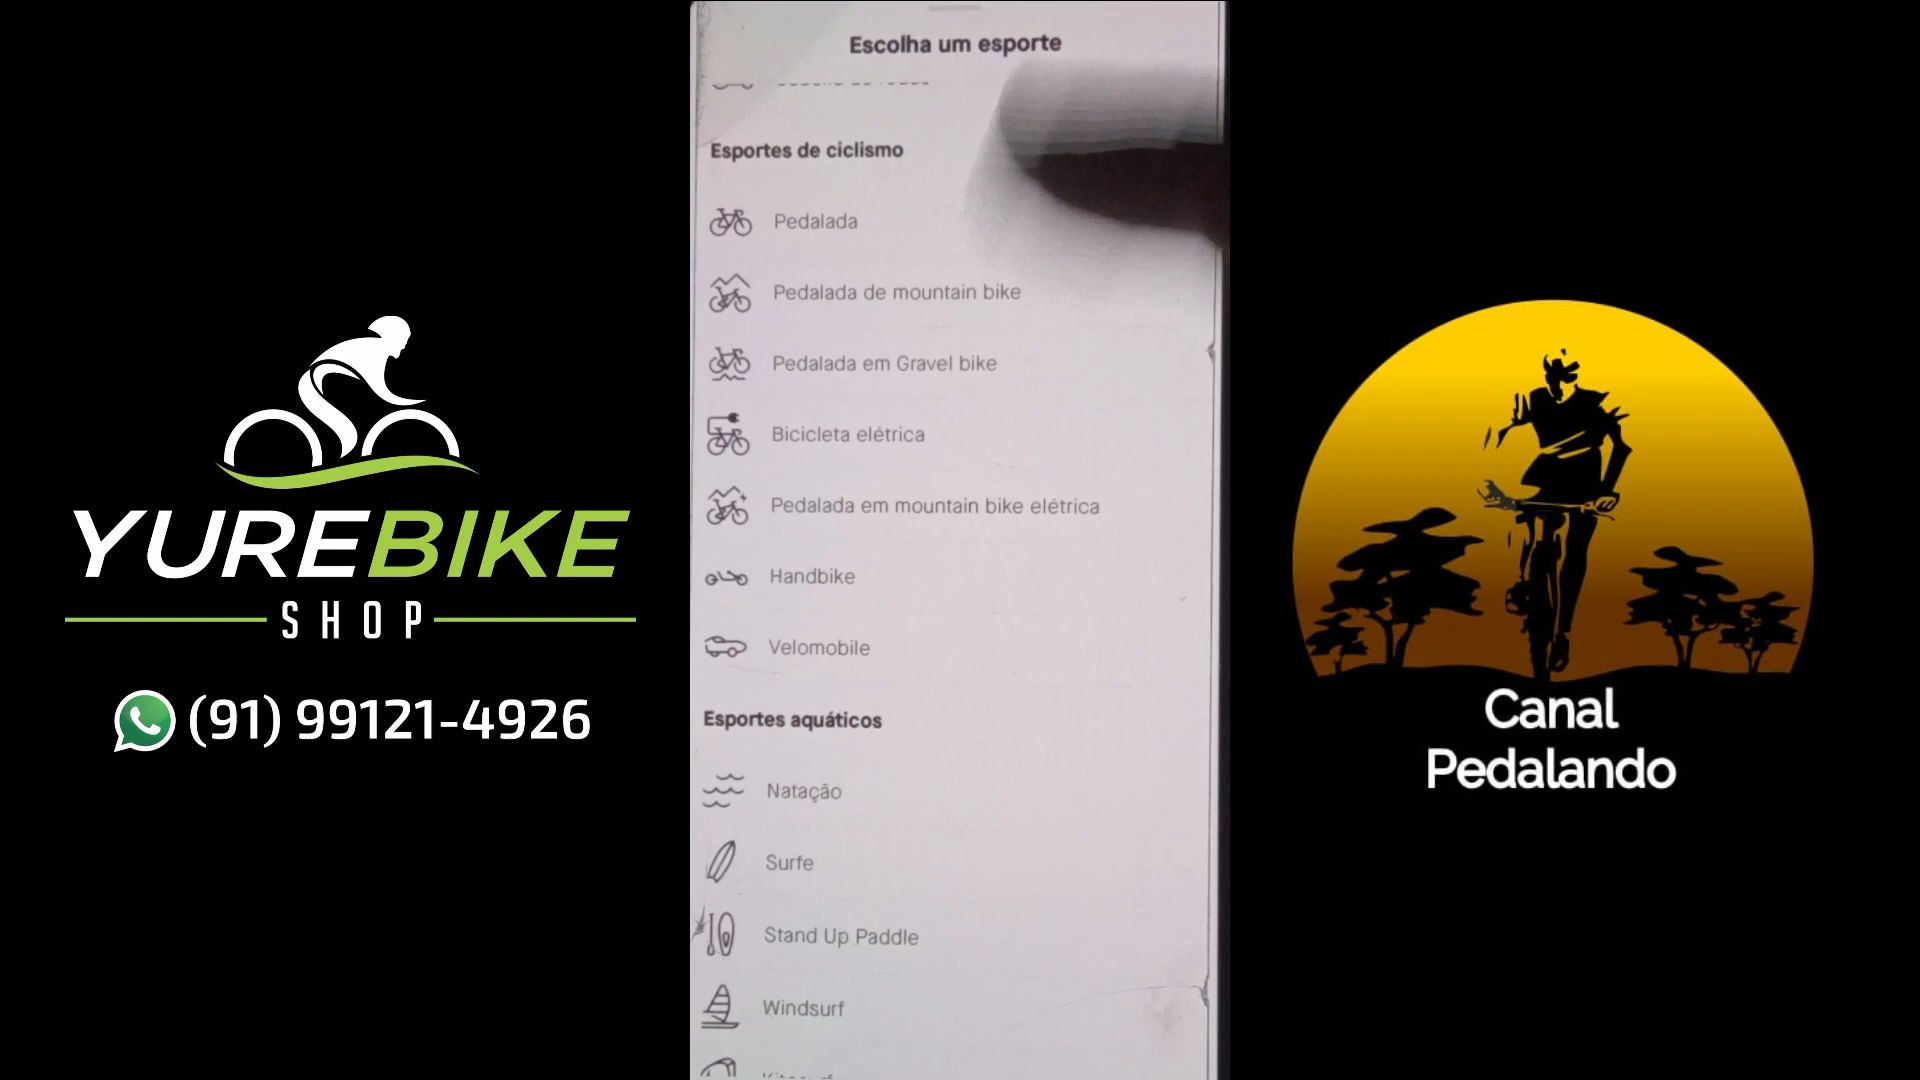 YUREBIKE
SHOP
(91) 99121-4926
Escolha um esporte
Esportes de ciclismo
Pedalada
Pedalada de mountain bike
Pedalada em Gravel bike
Bicicleta elétrica
Pedalada em mountain bike elétrica
Handbike
Velomobile
Esportes aquáticos
Natação
Surfe
Stand Up Paddle
Windsurf
Canal
Pedalando